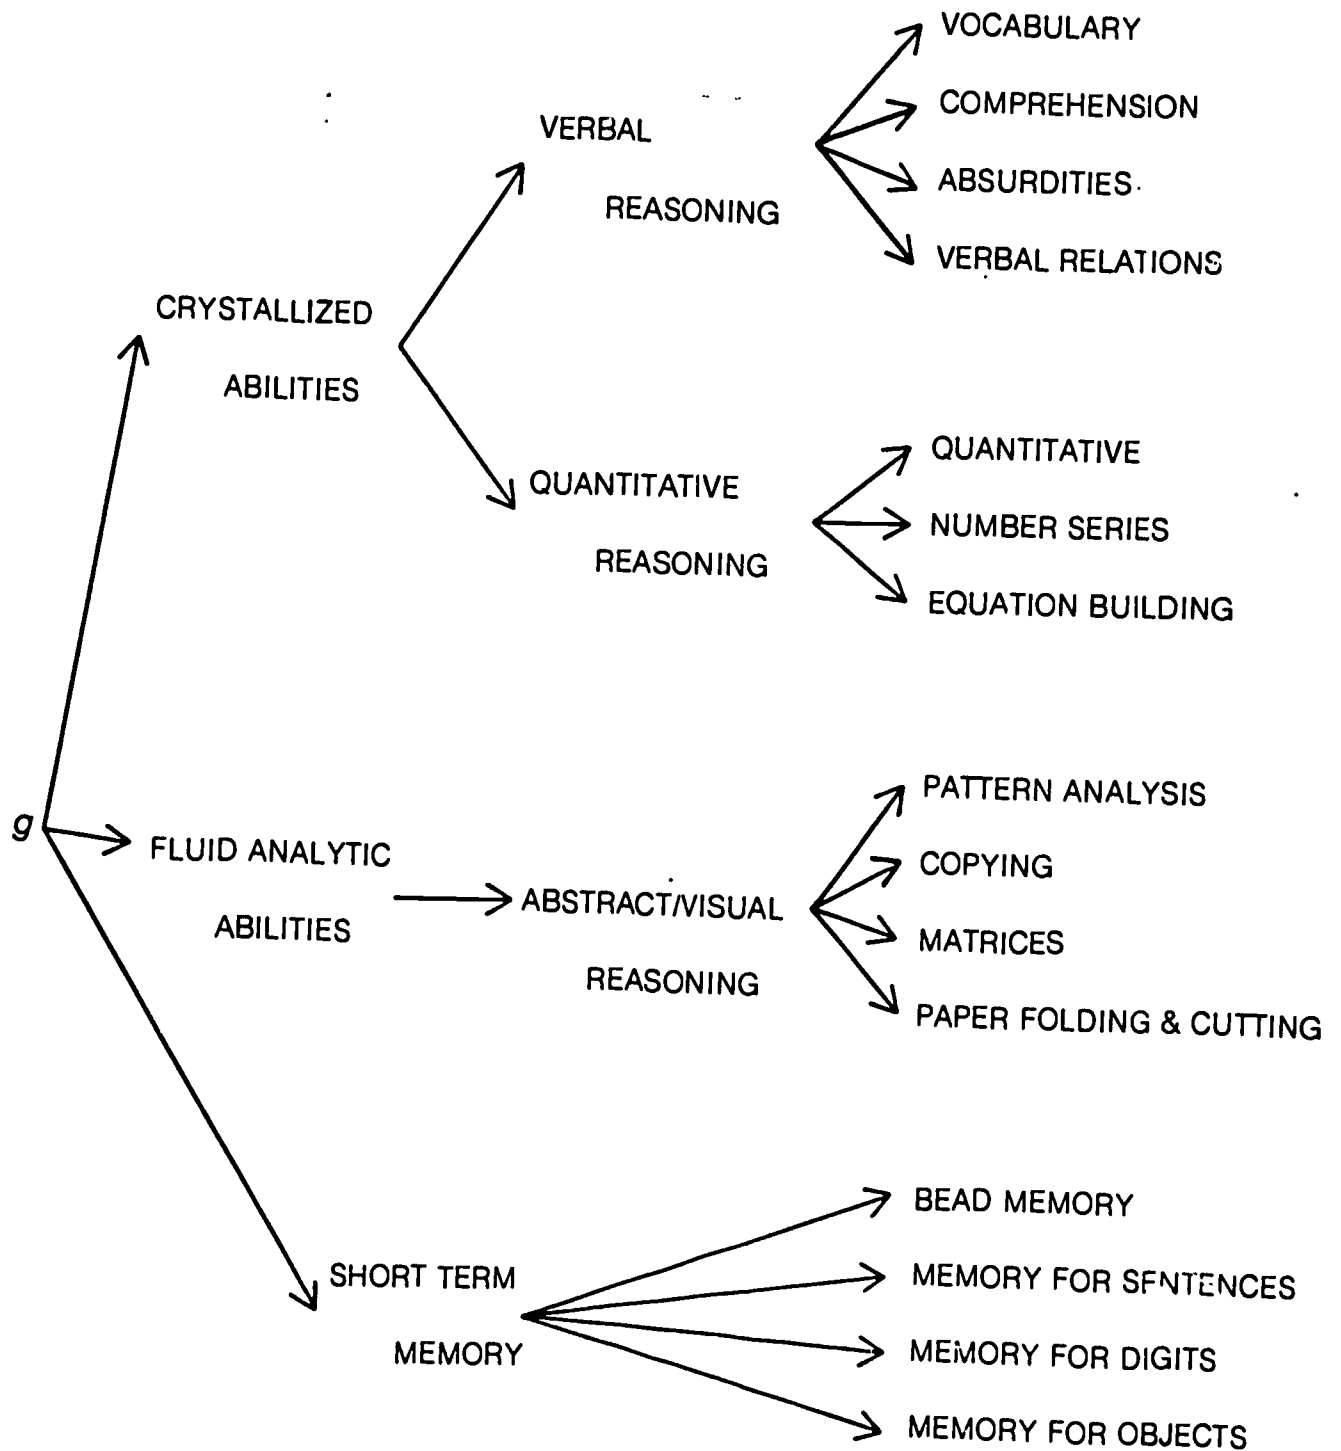 VOCABULARY
COMPREHENSION
VERBAL
REASONING
ABSURDITIES
VERBAL RELATIONS
CRYSTALLIZED
ABILITIES
QUANTITATIVE
REASONING
QUANTITATIVE
NUMBER SERIES
EQUATION BUILDING
g
FLUID ANALYTIC
ABILITIES
ABSTRACT/VISUAL
REASONING
PATTERN ANALYSIS
COPYING
MATRICES
PAPER FOLDING & CUTTING
SHORT TERM
MEMORY
BEAD MEMORY
MEMORY FOR SENTENCES
MEMORY FOR DIGITS
MEMORY FOR OBJECTS